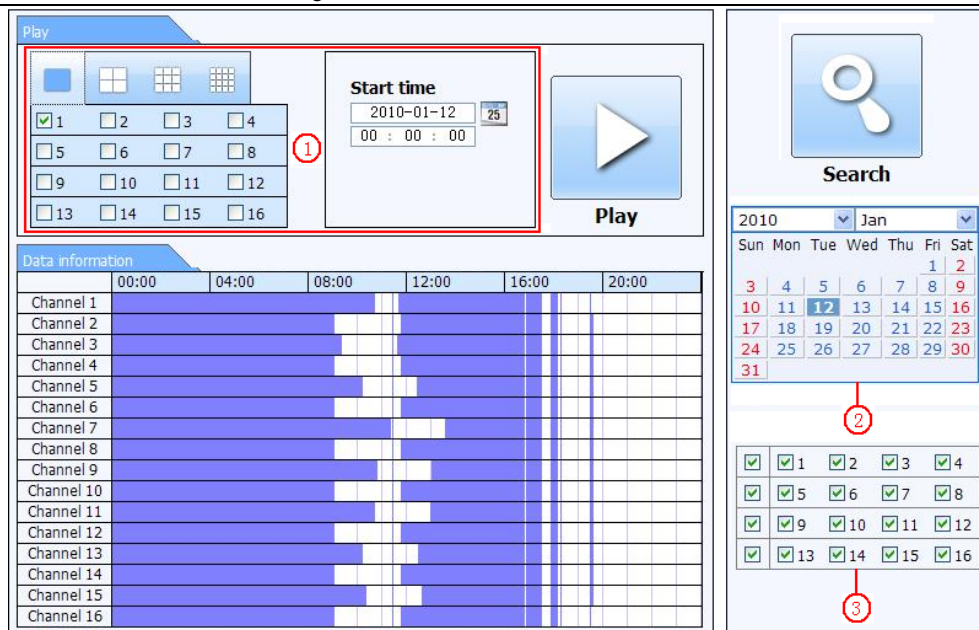 Play
1 2 3 4
5 6 7 8
9 10 11 12
13 14 15 16
1
Start time
2010-01-12 25
00 : 00 : 00
Play
Data information
00:00 04:00 08:00 12:00 16:00 20:00
Channel 1
Channel 2
Channel 3
Channel 4
Channel 5
Channel 6
Channel 7
Channel 8
Channel 9
Channel 10
Channel 11
Channel 12
Channel 13
Channel 14
Channel 15
Channel 16
Search
2010 Jan
Sun Mon Tue Wed Thu Fri Sat
1 2
3 4 5 6 7 8 9
10 11 12 13 14 15 16
17 18 19 20 21 22 23
24 25 26 27 28 29 30
31
2
1 2 3 4
5 6 7 8
9 10 11 12
13 14 15 16
3